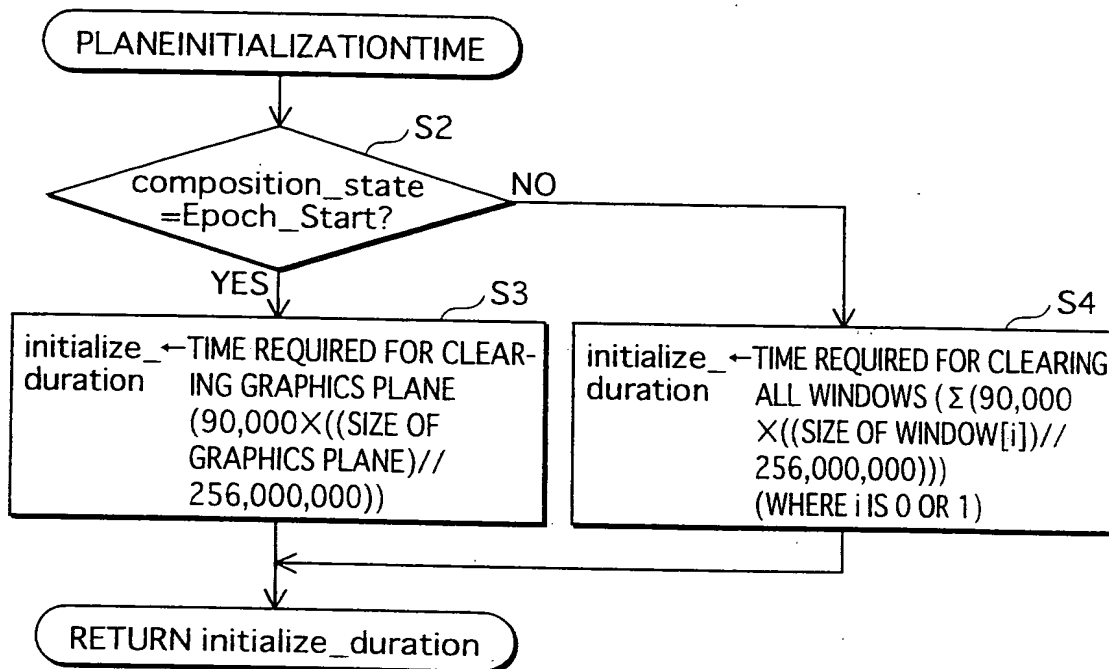 PLANEINITIALIZATIONTIME
S2
composition_state
=Epoch_Start?
NO
YES
S3
initialize_←TIME REQUIRED FOR CLEAR-
duration ING GRAPHICS PLANE
(90,000×((SIZE OF
GRAPHICS PLANE)//
256,000,000))
S4
initialize_←TIME REQUIRED FOR CLEARING
duration ALL WINDOWS (Σ(90,000
×((SIZE OF WINDOW[i])//
256,000,000)))
(WHERE i IS 0 OR 1)
RETURN initialize_duration